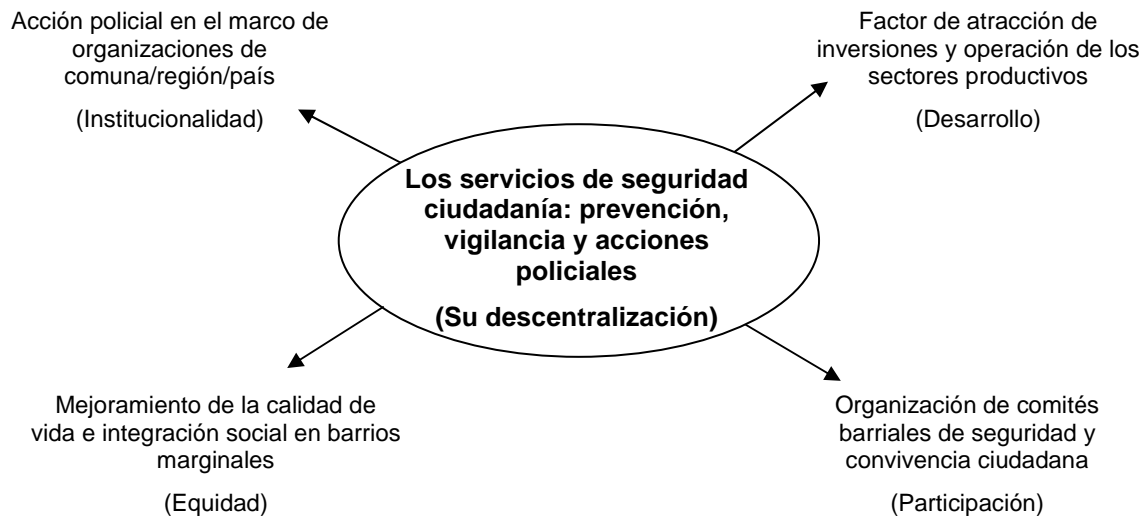 Acción policial en el marco de
organizaciones de
comuna/región/país
(Institucionalidad)
Factor de atracción de
inversiones y operación de los
sectores productivos
(Desarrollo)
Los servicios de seguridad
ciudadanía: prevención,
vigilancia y acciones
policiales
(Su descentralización)
Mejoramiento de la calidad de
vida e integración social en barrios
marginales
(Equidad)
Organización de comités
barriales de seguridad y
convivencia ciudadana
(Participación)